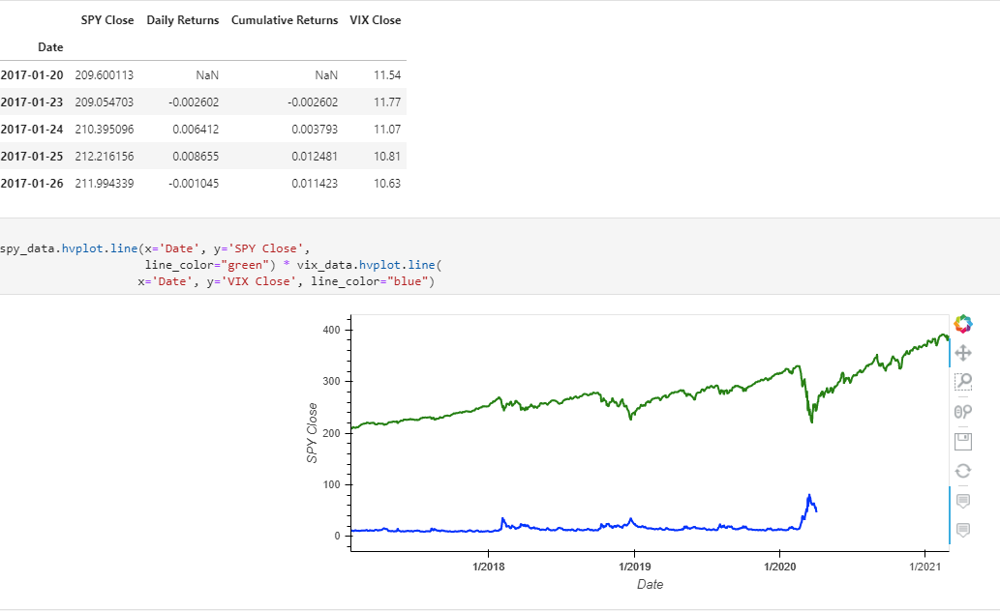 SPY Close Daily Returns Cumulative Returns VIX Close
Date
2017-01-20 209.600113 NaN NaN 11.54
2017-01-23 209.054703 -0.002602 -0.002602 11.77
2017-01-24 210.395096 0.006412 0.003793 11.07
2017-01-25 212.216156 0.008655 0.012481 10.81
2017-01-26 211.994339 -0.001045 0.011423 10.63
spy_data.hvplot.line(x='Date', y='SPY Close',
line_color="green") * vix_data.hvplot.line(
x='Date', y='VIX Close', line_color="blue")
400
300
200
100
0
SPY Close
1/2018 1/2019 1/2020 1/2021
Date